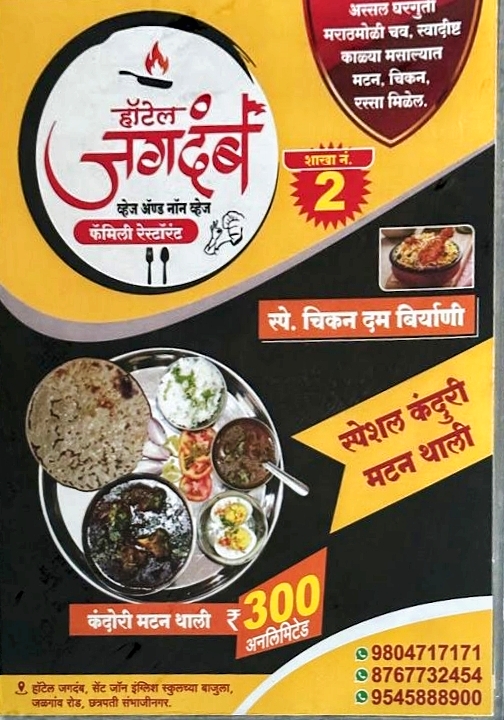 अस्सल घरगुती
मराठमोळी चव, स्वादीष्ट
काळ्या मसाल्यात
मटन, चिकन,
रस्सा मिळेल.
हॉटेल
जगदंब
व्हेज ॲण्ड नॉन व्हेज
फॅमिली रेस्टॉरंट
शाखा नं.
2
स्पे. चिकन दम बिर्याणी
स्पेशल कंदुरी
मटन थाली
कंदोरी मटन थाली ₹ 300
अनलिमिटेड
9804717171
8767732454
9545888900
हॉटेल जगदंब, सेंट जॉन इंग्लिश स्कुलच्या बाजुला,
जळगांव रोड, छत्रपती संभाजीनगर.